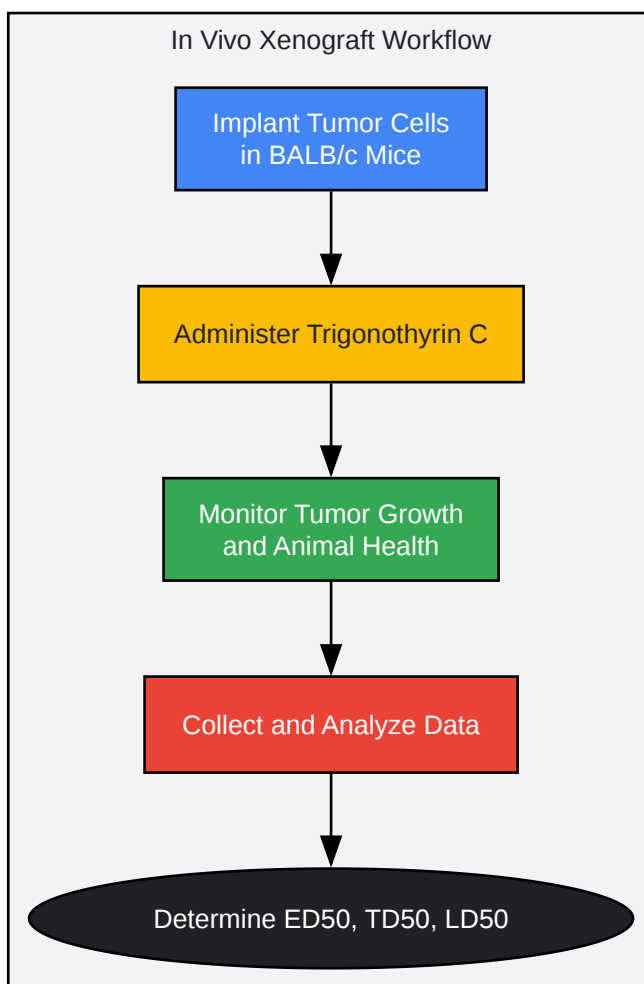 In Vivo Xenograft Workflow
Implant Tumor Cells
in BALB/c Mice
Administer Trigonothyrin C
Monitor Tumor Growth
and Animal Health
Collect and Analyze Data
Determine ED50, TD50, LD50